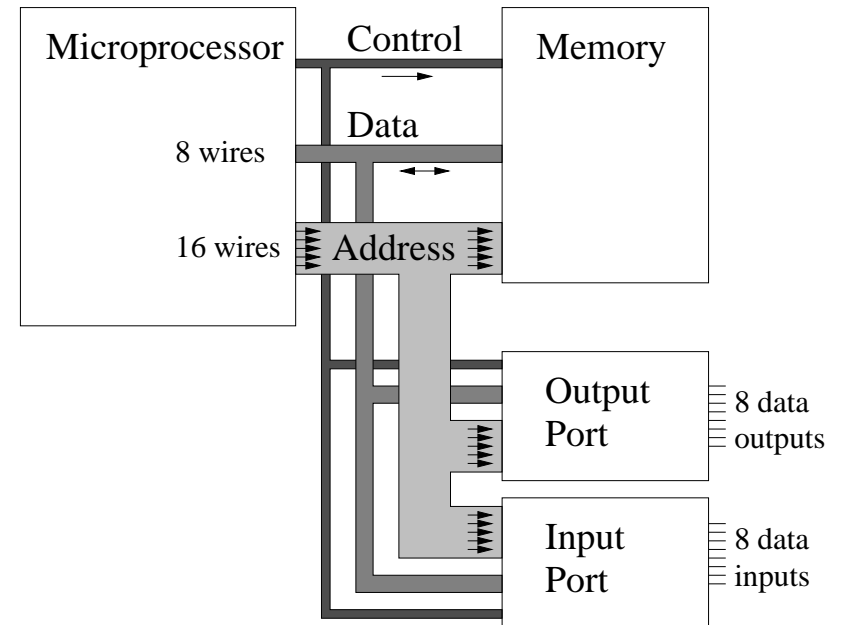 Microprocessor
Control
Memory
Data
8 wires
16 wires
Address
Output
Port
8 data
outputs
Input
Port
8 data
inputs